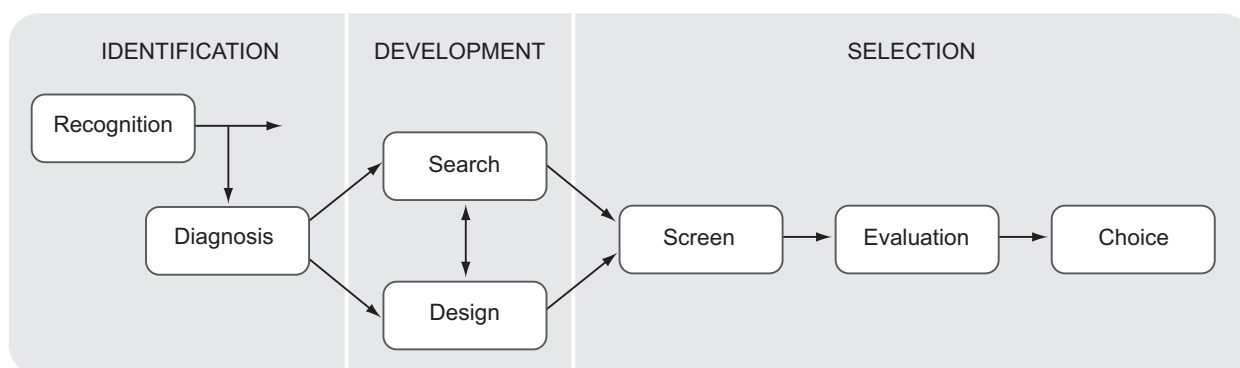 IDENTIFICATION
DEVELOPMENT
SELECTION
Recognition
Diagnosis
Search
Design
Screen
Evaluation
Choice